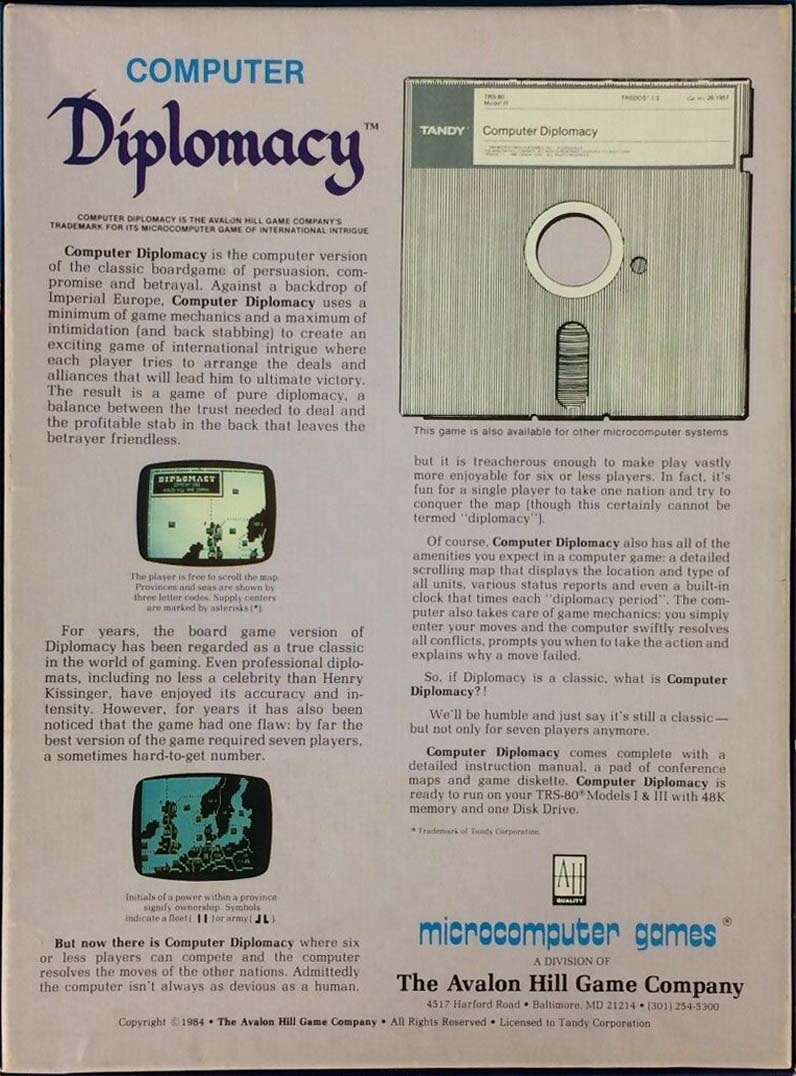 COMPUTER
Diplomacy™
COMPUTER DIPLOMACY IS THE AVALON HILL GAME COMPANY'S
TRADEMARK FOR ITS MICROCOMPUTER GAME OF INTERNATIONAL INTRIGUE
Computer Diplomacy is the computer version
of the classic boardgame of persuasion, com-
promise and betrayal. Against a backdrop of
Imperial Europe, Computer Diplomacy uses a
minimum of game mechanics and a maximum of
intimidation (and back stabbing) to create an
exciting game of international intrigue where
each player tries to arrange the deals and
alliances that will lead him to ultimate victory.
The result is a game of pure diplomacy, a
balance between the trust needed to deal and
the profitable stab in the back that leaves the
betrayer friendless.
DIPLOMACY
The player is free to scroll the map.
Provinces and seas are shown by
three letter codes. Supply centers
are marked by asterisks (*).
For years, the board game version of
Diplomacy has been regarded as a true classic
in the world of gaming. Even professional diplo-
mats, including no less a celebrity than Henry
Kissinger, have enjoyed its accuracy and in-
tensity. However, for years it has also been
noticed that the game had one flaw: by far the
best version of the game required seven players,
a sometimes hard-to-get number.
Initials of a power within a province
signify ownership. Symbols
indicate a fleet( ) or army( ).
But now there is Computer Diplomacy where six
or less players can compete and the computer
resolves the moves of the other nations. Admittedly
the computer isn't always as devious as a human,
TRS-80
Model III
TRSDOS 1.3
Cat. No. 26-1957
TANDY
Computer Diplomacy
This game is also available for other microcomputer systems
but it is treacherous enough to make play vastly
more enjoyable for six or less players. In fact, it's
fun for a single player to take one nation and try to
conquer the map (though this certainly cannot be
termed "diplomacy").
Of course, Computer Diplomacy also has all of the
amenities you expect in a computer game: a detailed
scrolling map that displays the location and type of
all units, various status reports and even a built-in
clock that times each "diplomacy period". The com-
puter also takes care of game mechanics: you simply
enter your moves and the computer swiftly resolves
all conflicts, prompts you when to take the action and
explains why a move failed.
So, if Diplomacy is a classic, what is Computer
Diplomacy?!
We'll be humble and just say it's still a classic—
but not only for seven players anymore.
Computer Diplomacy comes complete with a
detailed instruction manual, a pad of conference
maps and game diskette. Computer Diplomacy is
ready to run on your TRS-80* Models I & III with 48K
memory and one Disk Drive.
* Trademark of Tandy Corporation.
AH
QUALITY
microcomputer games®
A DIVISION OF
The Avalon Hill Game Company
4517 Harford Road • Baltimore, MD 21214 • (301) 254-5300
Copyright © 1984 • The Avalon Hill Game Company • All Rights Reserved • Licensed to Tandy Corporation